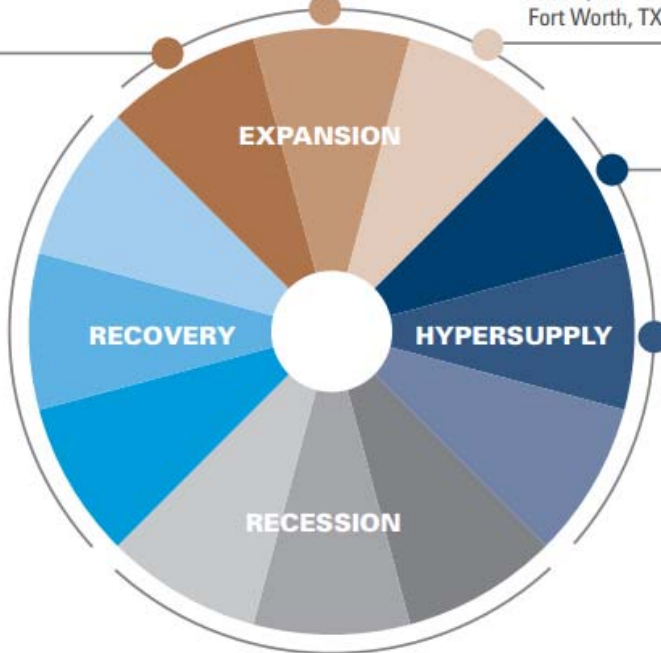 Fort Worth, TX
EXPANSION
RECOVERY
HYPERSUPPLY
RECESSION